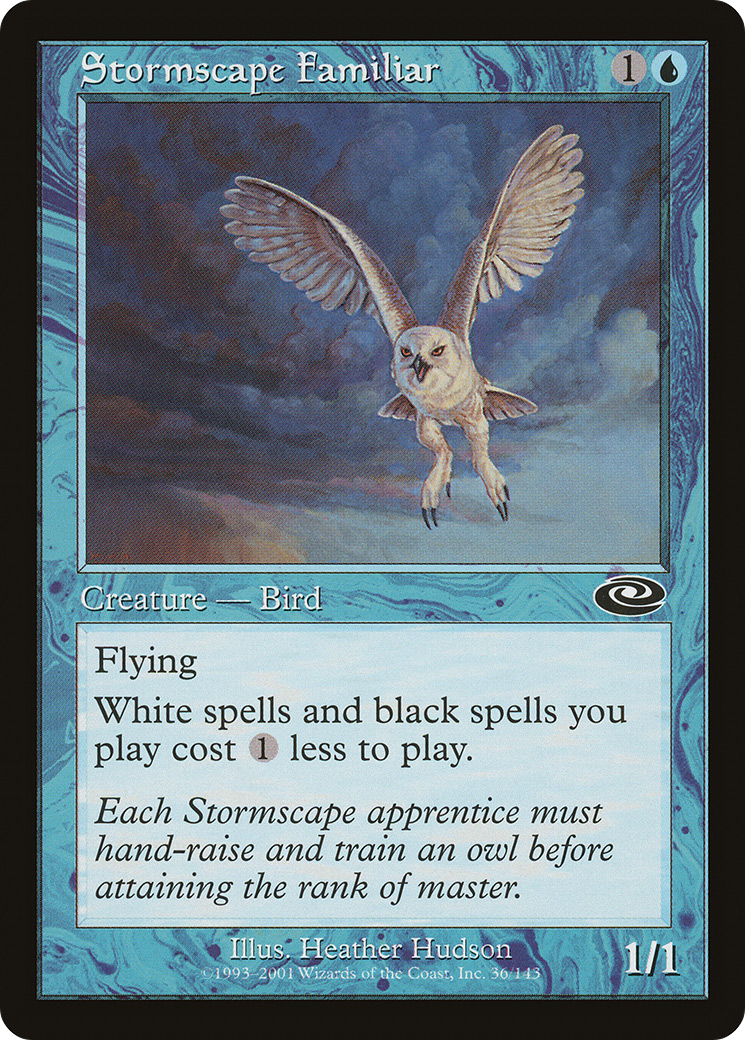 Stormscape Familiar 1
Creature — Bird
Flying
White spells and black spells you
play cost 1 less to play.
Each Stormscape apprentice must
hand-raise and train an owl before
attaining the rank of master.
Illus. Heather Hudson
©1993–2001 Wizards of the Coast, Inc. 36/143
1/1